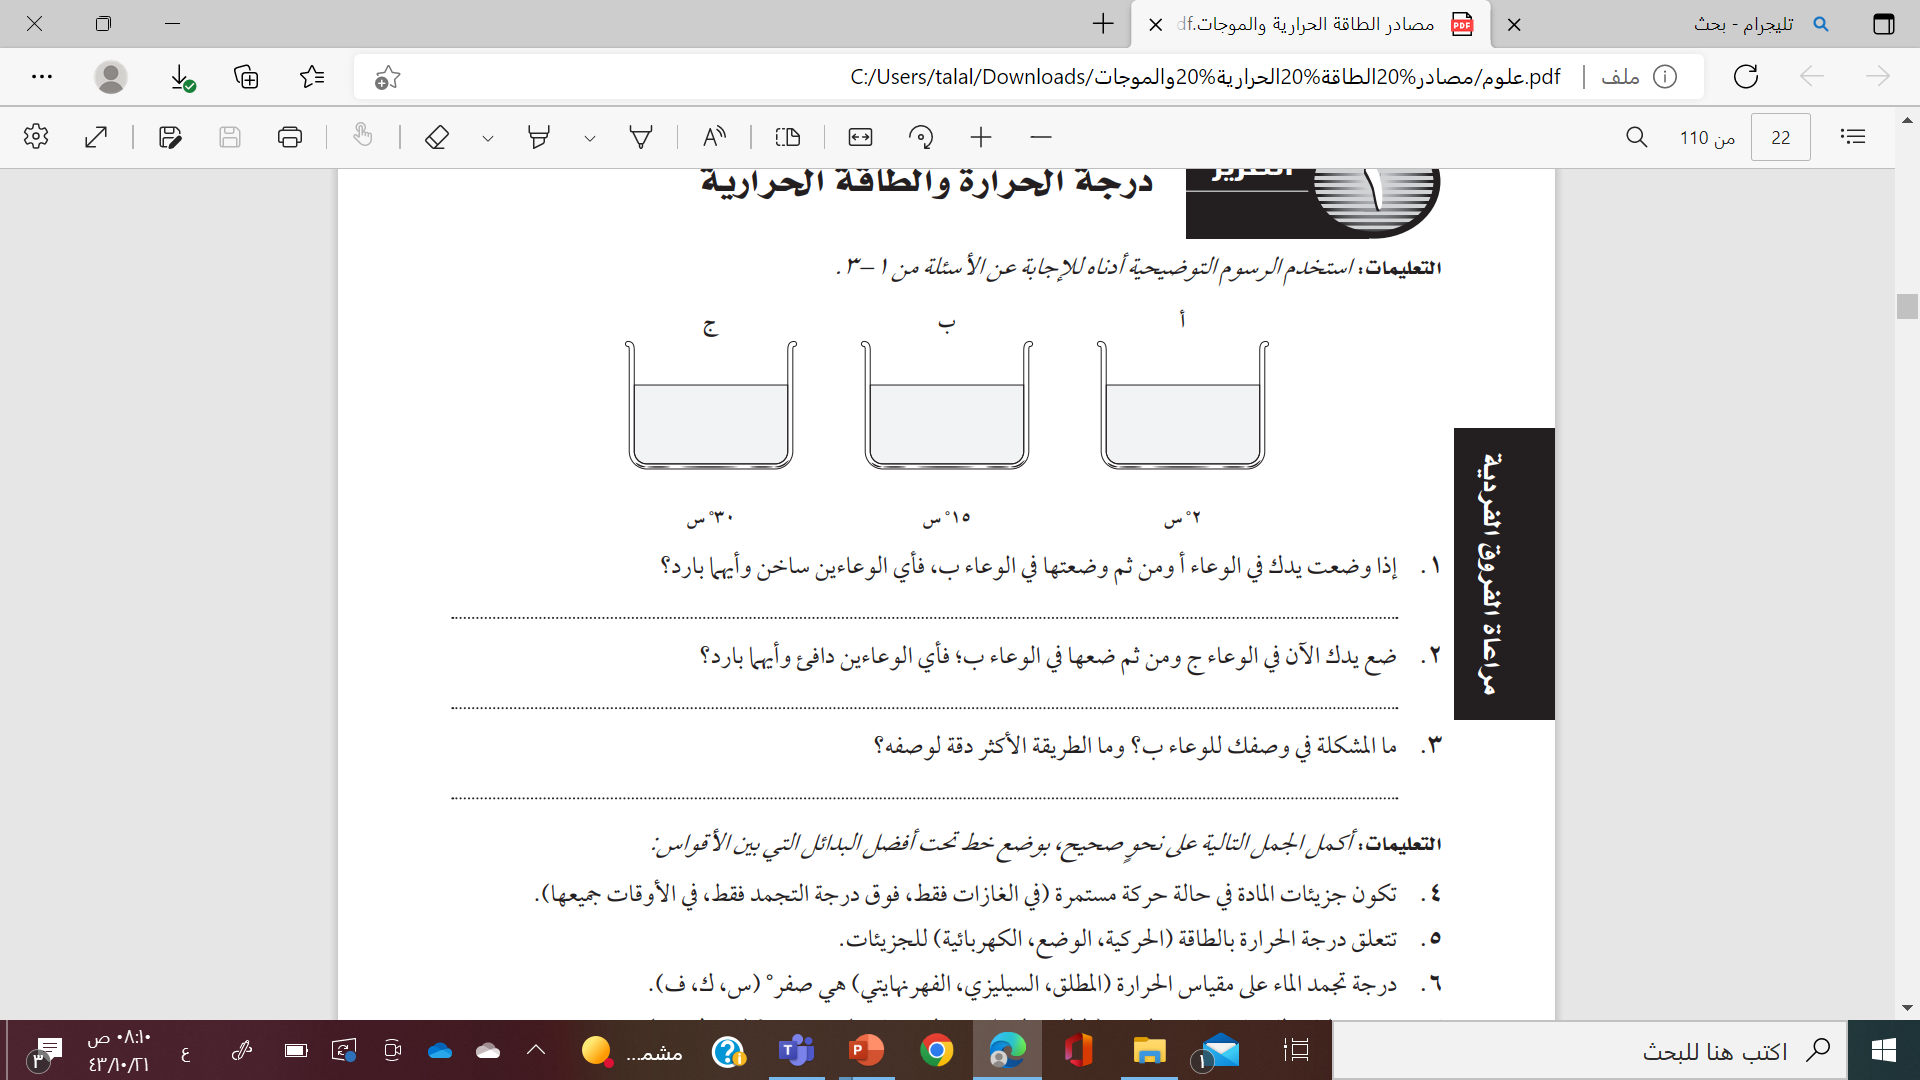 تليجرام - بحث
مصادر الطاقة الحرارية والموجات.df
ملف
C:/Users/talal/Downloads/علوم/مصادر%20الطاقة%20الحرارية%20والموجات.pdf
22
من 110
التعزيز
١
درجة الحرارة والطاقة الحرارية
التعليمات: استخدم الرسوم التوضيحية أدناه للإجابة عن الأسئلة من ١-٣.
أ
ب
ج
٢° س
١٥° س
٣٠° س
مراعاة الفروق الفردية
١. إذا وضعت يدك في الوعاء أ ومن ثم وضعتها في الوعاء ب، فأي الوعاءين ساخن وأيهما بارد؟
٢. ضع يدك الآن في الوعاء ج ومن ثم ضعها في الوعاء ب؛ فأي الوعاءين دافئ وأيهما بارد؟
٣. ما المشكلة في وصفك للوعاء ب؟ وما الطريقة الأكثر دقة لوصفه؟
التعليمات: أكمل الجمل التالية على نحوٍ صحيح، بوضع خط تحت أفضل البدائل التي بين الأقواس:
٤. تكون جزيئات المادة في حالة حركة مستمرة (في الغازات فقط، فوق درجة التجمد فقط، في الأوقات جميعها).
٥. تتعلق درجة الحرارة بالطاقة (الحركية، الوضع، الكهربائية) للجزيئات.
٦. درجة تجمد الماء على مقياس الحرارة (المطلق، السيليزي، الفهرنهايتي) هي صفر° (س، ك، ف).
اكتب هنا للبحث
١
مشم...
ع
٠٨:١٠ ص
٤٣/١٠/٢١
٣